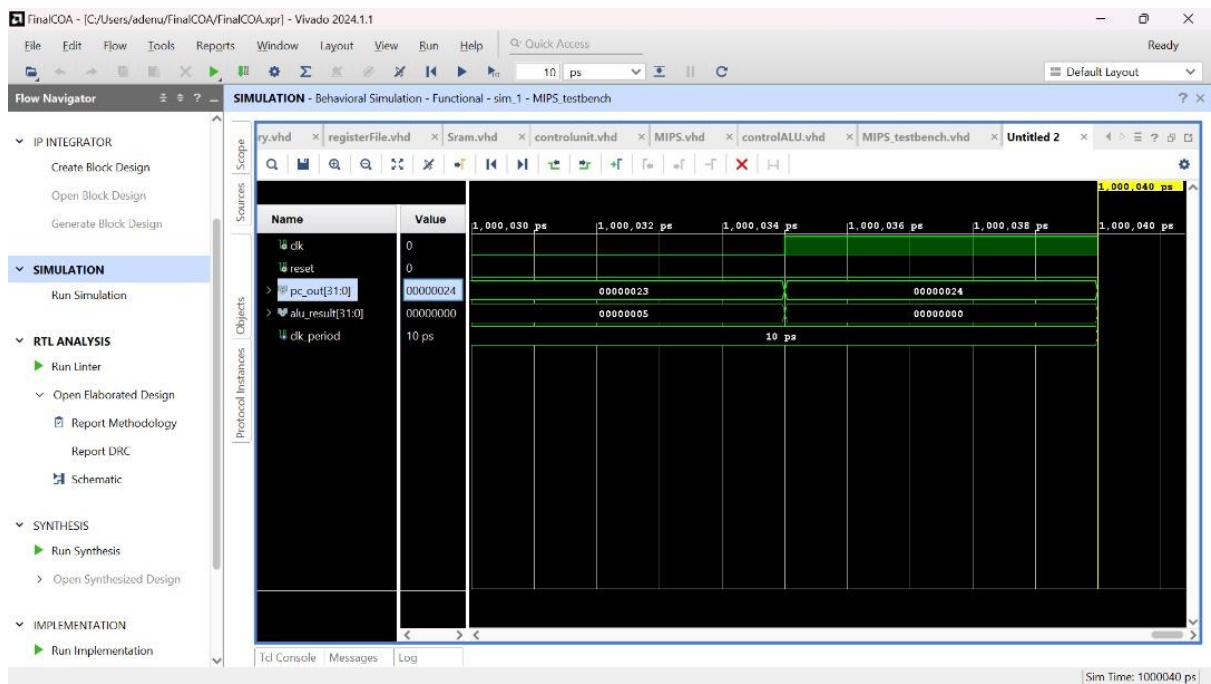 FinalCOA - [C:/Users/adenu/FinalCOA/FinalCOA.xpr] - Vivado 2024.1.1
File Edit Flow Tools Reports Window Layout View Run Help Quick Access Ready
10 ps Default Layout
Flow Navigator SIMULATION - Behavioral Simulation - Functional - sim_1 - MIPS_testbench
ry.vhd registerFile.vhd Sram.vhd controlunit.vhd MIPS.vhd controlALU.vhd MIPS_testbench.vhd Untitled 2
IP INTEGRATOR
Create Block Design
Open Block Design
Generate Block Design
SIMULATION
Run Simulation
RTL ANALYSIS
Run Linter
Open Elaborated Design
Report Methodology
Report DRC
Schematic
SYNTHESIS
Run Synthesis
Open Synthesized Design
IMPLEMENTATION
Run Implementation
Scope
Sources
Objects
Protocol Instances
1,000,040 ps
Name Value 1,000,030 ps 1,000,032 ps 1,000,034 ps 1,000,036 ps 1,000,038 ps 1,000,040 ps
clk 0
reset 0
pc_out[31:0] 00000024 00000023 00000024
alu_result[31:0] 00000000 00000005 00000000
clk_period 10 ps 10 ps
Tcl Console Messages Log
Sim Time: 1000040 ps